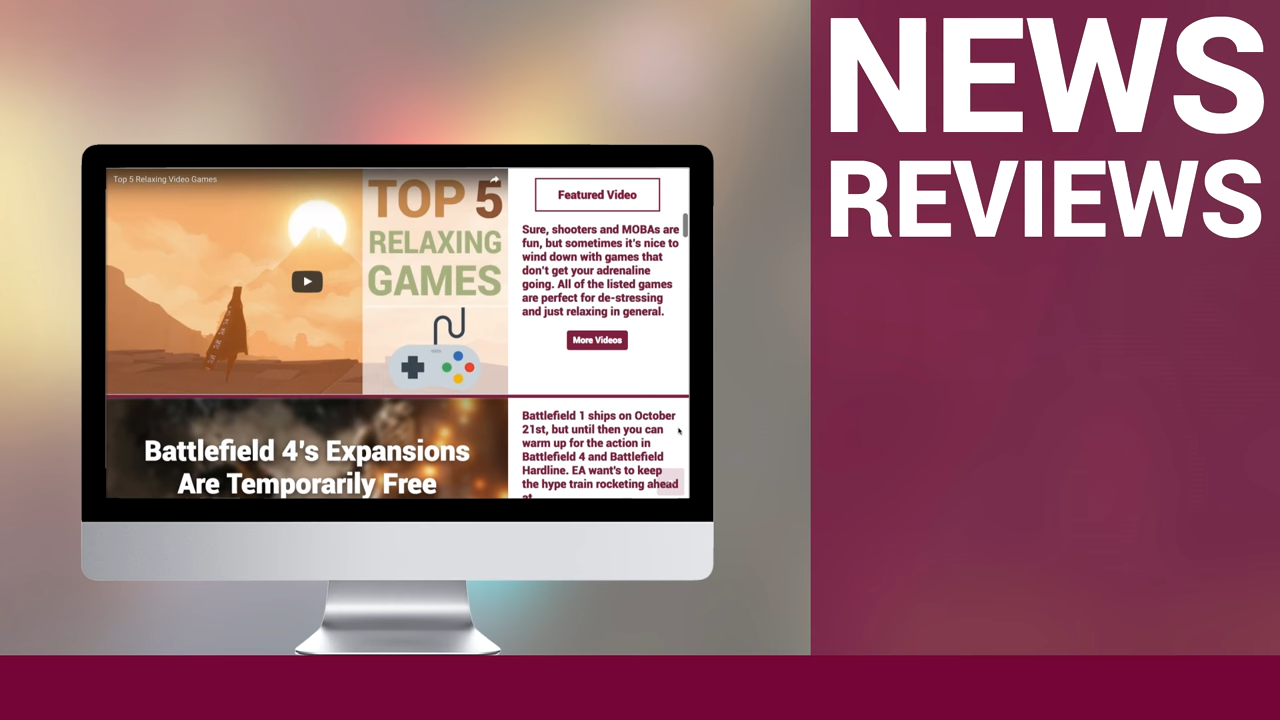 NEWS
REVIEWS
Top 5 Relaxing Video Games
TOP 5
RELAXING
GAMES
Featured Video
Sure, shooters and MOBAs are
fun, but sometimes it's nice to
wind down with games that
don't get your adrenaline
going. All of the listed games
are perfect for de-stressing
and just relaxing in general.
More Videos
Battlefield 4's Expansions
Are Temporarily Free
Battlefield 1 ships on October
21st, but until then you can
warm up for the action in
Battlefield 4 and Battlefield
Hardline. EA want's to keep
the hype train rocketing ahead
at